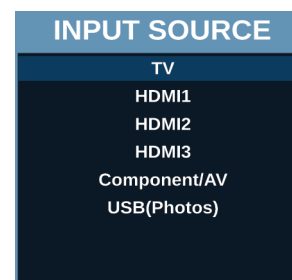 INPUT SOURCE
TV
HDMI1
HDMI2
HDMI3
Component/AV
USB(Photos)